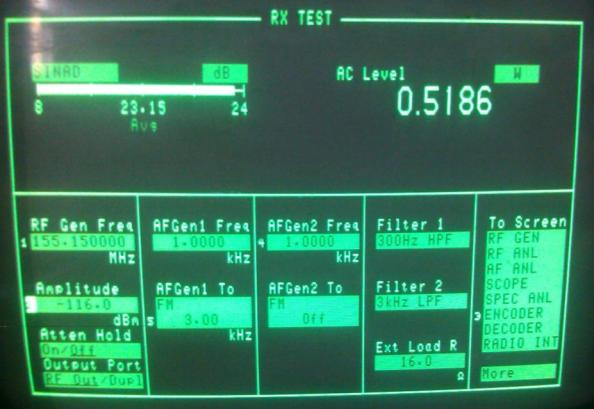 RX TEST
SINAD dB
AC Level W
0.5186
8 23.15 24
Avg
RF Gen Freq
1 155.150000
MHz
Amplitude
-116.0
dBm
Atten Hold
On/Off
Output Port
RF Out/Dupl
AFGen1 Freq
1.0000
kHz
AFGen1 To
FM
5 3.00
kHz
AFGen2 Freq
4 1.0000
kHz
AFGen2 To
FM
Off
Filter 1
300Hz HPF
Filter 2
3kHz LPF
Ext Load R
16.0
Ω
To Screen
RF GEN
RF ANL
AF ANL
SCOPE
SPEC ANL
3 ENCODER
DECODER
RADIO INT
More